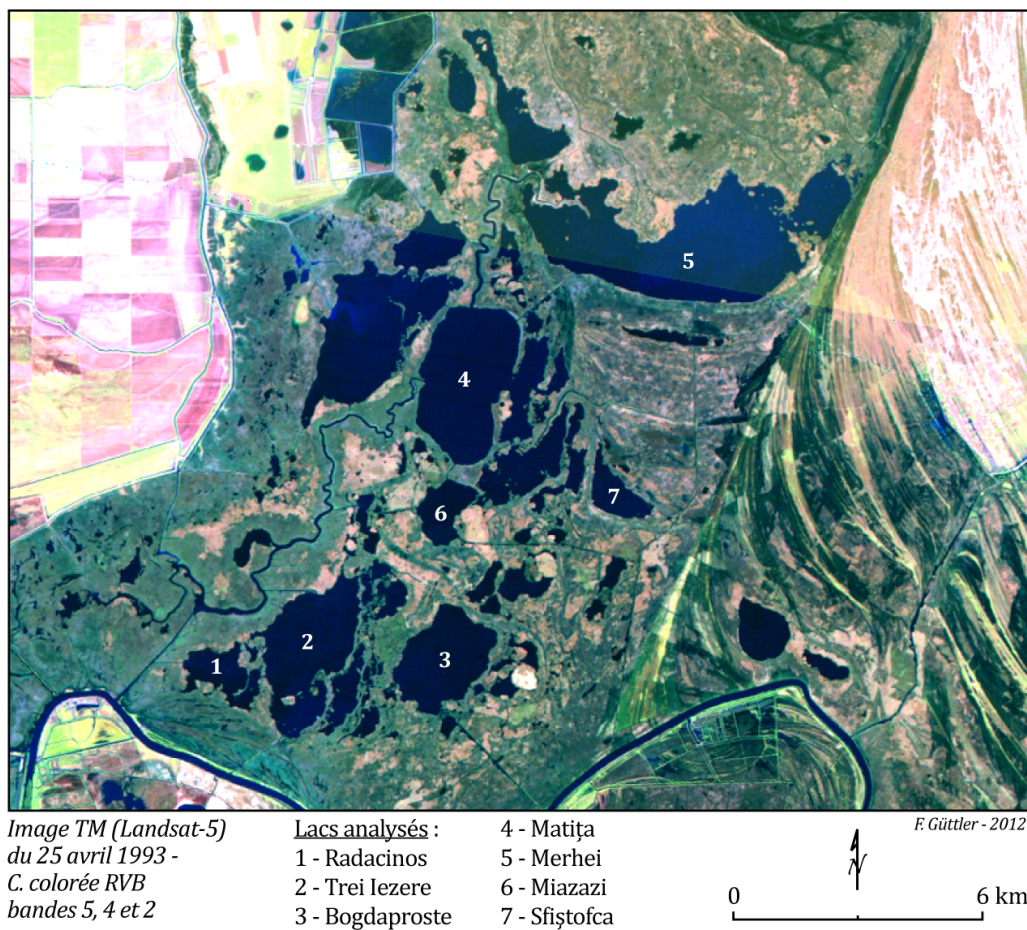 5
4
7
6
2
3
1
Image TM (Landsat-5)
du 25 avril 1993 -
C. colorée RVB
bandes 5, 4 et 2
Lacs analysés :
1 - Radacinos
2 - Trei Iezere
3 - Bogdaproste
4 - Matița
5 - Merhei
6 - Miazazi
7 - Sfiștofca
F. Güttler - 2012
N
0 6 km